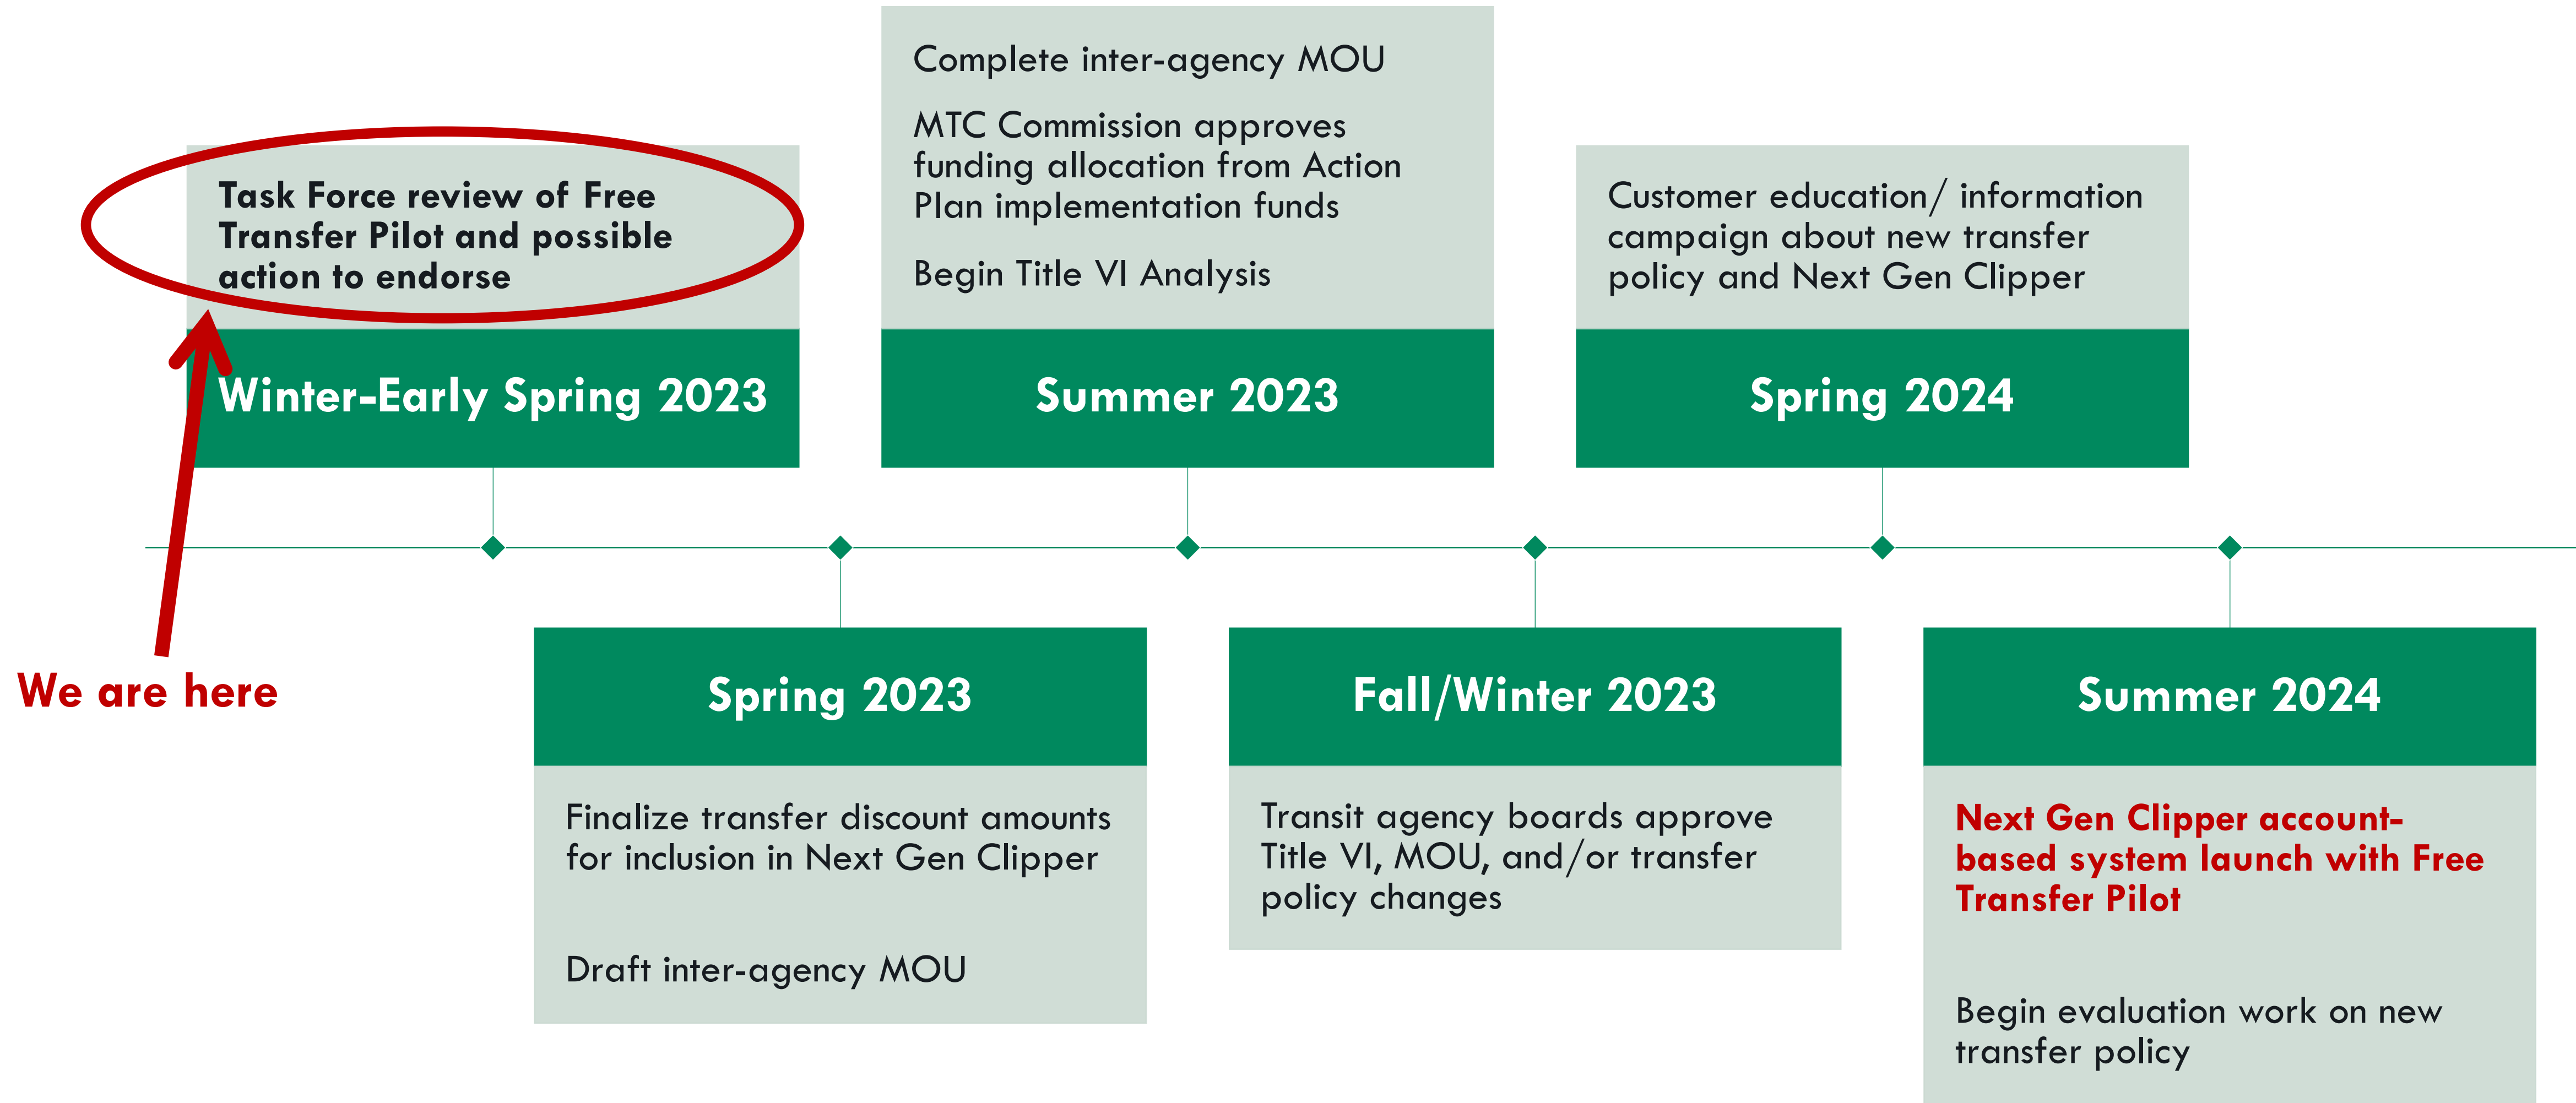 Task Force review of Free
Transfer Pilot and possible
action to endorse
Winter-Early Spring 2023
We are here
Spring 2023
Finalize transfer discount amounts
for inclusion in Next Gen Clipper
Draft inter-agency MOU
Complete inter-agency MOU
MTC Commission approves
funding allocation from Action
Plan implementation funds
Begin Title VI Analysis
Summer 2023
Fall/Winter 2023
Transit agency boards approve
Title VI, MOU, and/or transfer
policy changes
Customer education/ information
campaign about new transfer
policy and Next Gen Clipper
Spring 2024
Summer 2024
Next Gen Clipper account-
based system launch with Free
Transfer Pilot
Begin evaluation work on new
transfer policy